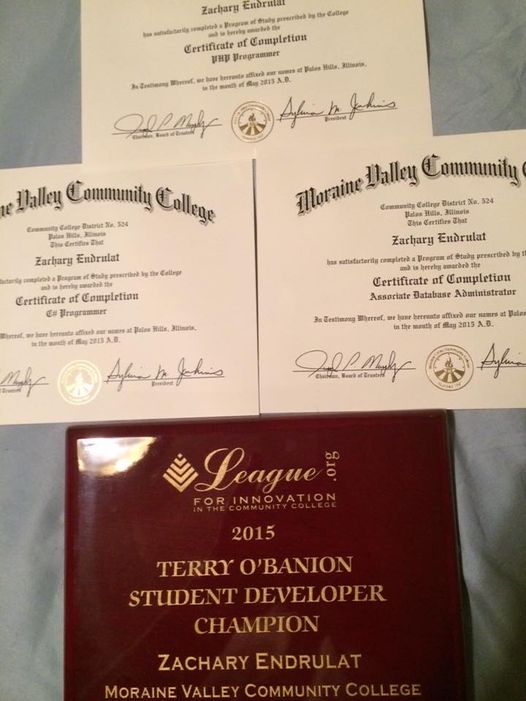 Zachary Endrulat
has satisfactorily completed a Program of Study prescribed by the College
and is hereby awarded the
Certificate of Completion
PHP Programmer
In Testimony Whereof, we have hereunto affixed our names at Palos Hills, Illinois,
in the month of May 2015 A.D.
Chairman, Board of Trustees
President
ne Valley Community College
Community College District No. 524
Palos Hills, Illinois
This Certifies That
Zachary Endrulat
factorily completed a Program of Study prescribed by the College
and is hereby awarded the
Certificate of Completion
C# Programmer
Whereof, we have hereunto affixed our names at Palos Hills, Illinois,
in the month of May 2015 A.D.
President
Moraine Valley Community C
Community College District No. 524
Palos Hills, Illinois
This Certifies That
Zachary Endrulat
has satisfactorily completed a Program of Study prescribed by the
and is hereby awarded the
Certificate of Completion
Associate Database Administrator
In Testimony Whereof, we have hereunto affixed our names at Palos
in the month of May 2015 A.D.
Chairman, Board of Trustees
League .org
FOR INNOVATION
IN THE COMMUNITY COLLEGE
2015
TERRY O'BANION
STUDENT DEVELOPER
CHAMPION
ZACHARY ENDRULAT
MORAINE VALLEY COMMUNITY COLLEGE